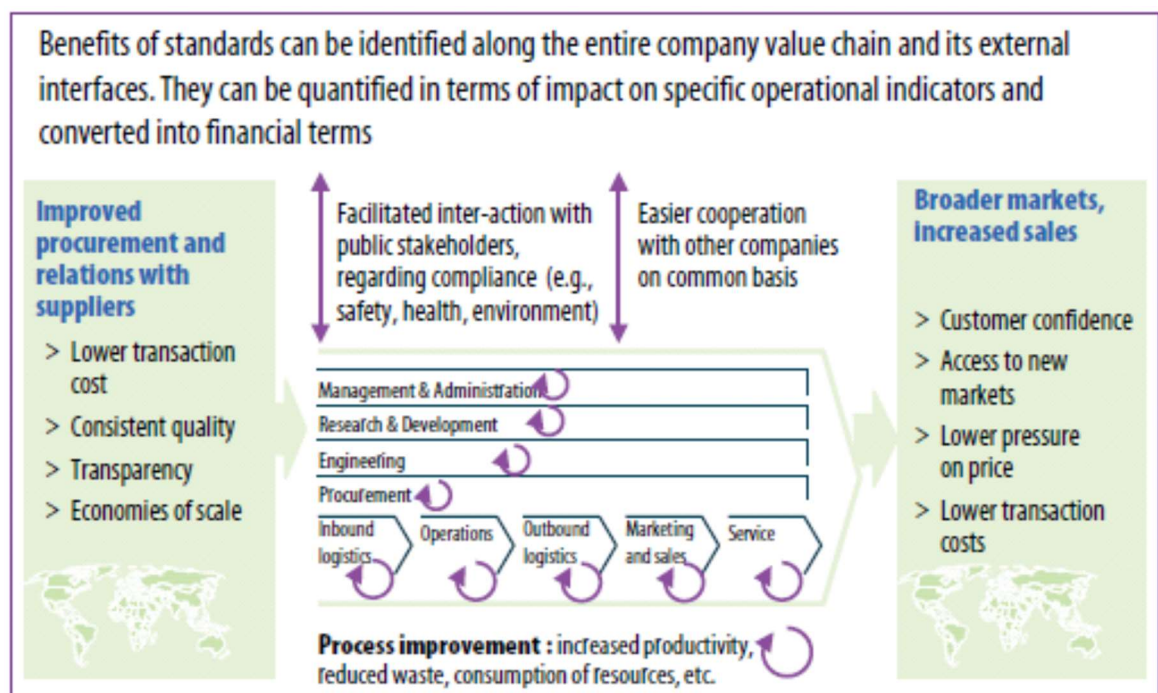 Benefits of standards can be identified along the entire company value chain and its external
interfaces. They can be quantified in terms of impact on specific operational indicators and
converted into financial terms
Improved
procurement and
relations with
suppliers
> Lower transaction
cost
> Consistent quality
> Transparency
> Economies of scale
Facilitated inter-action with
public stakeholders,
regarding compliance (e.g.,
safety, health, environment)
Easier cooperation
with other companies
on common basis
Management & Administration
Research & Development
Engineering
Procurement
Inbound
logistics
Operations
Outbound
logistics
Marketing
and sales
Service
Process improvement : increased productivity,
reduced waste, consumption of resources, etc.
Broader markets,
increased sales
> Customer confidence
> Access to new
markets
> Lower pressure
on price
> Lower transaction
costs